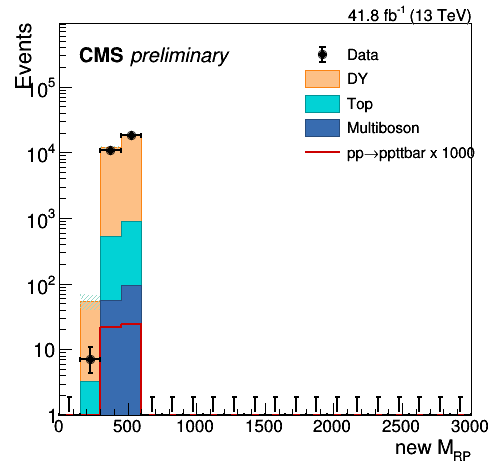 41.8 fb⁻¹ (13 TeV)
Events
CMS preliminary
Data
DY
Top
Multiboson
pp→ppttbar x 1000
10⁵
10⁴
10³
10²
10
1
0 500 1000 1500 2000 2500 3000
new M_RP